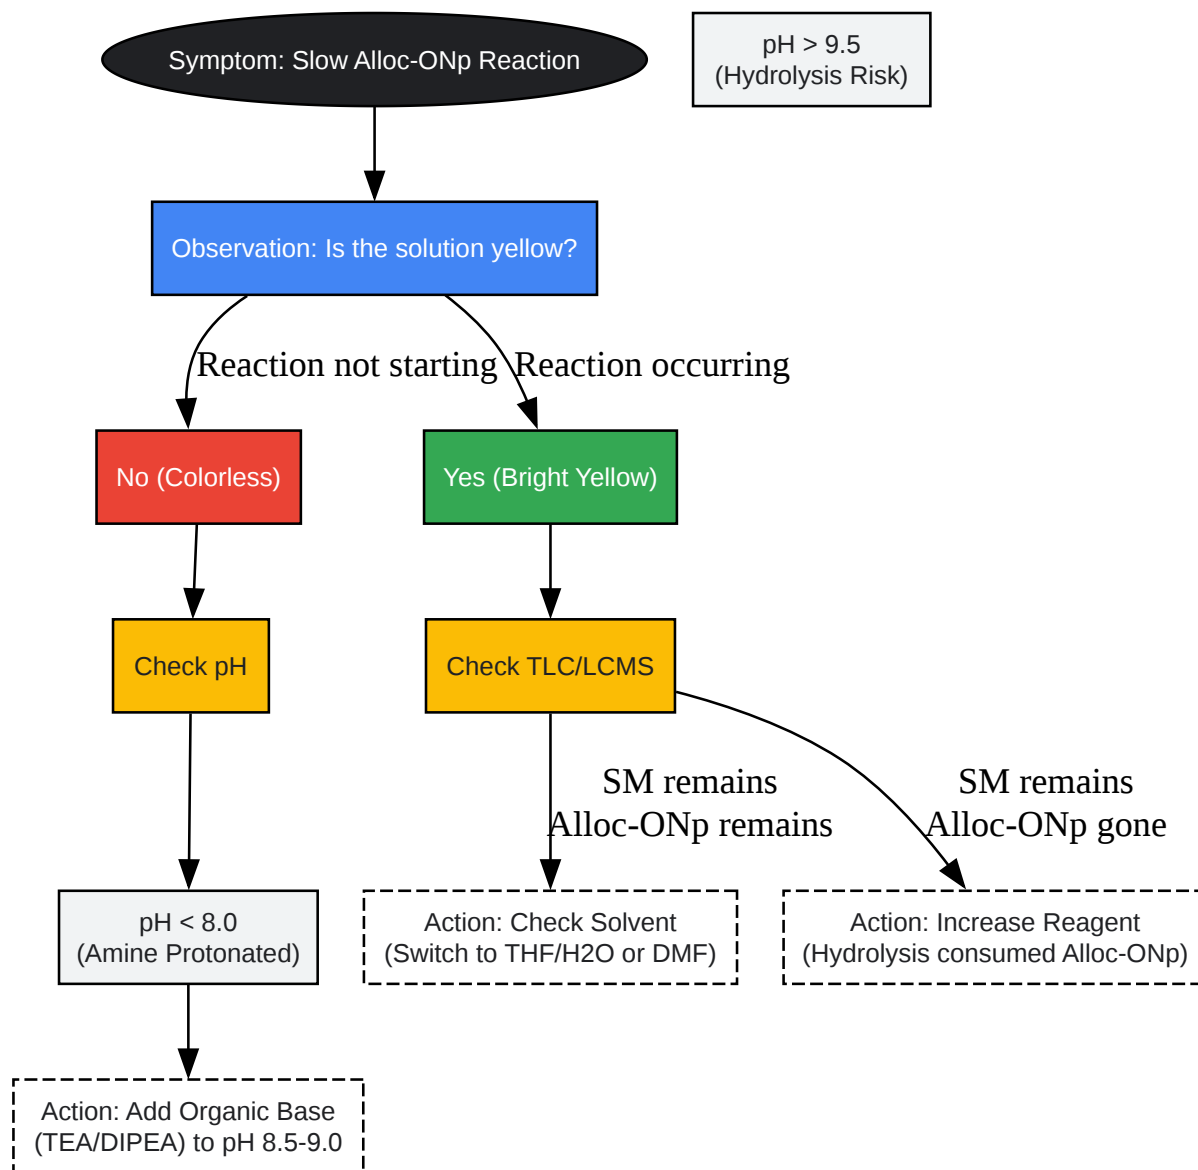 Symptom: Slow Alloc-ONp Reaction
pH > 9.5
(Hydrolysis Risk)
Observation: Is the solution yellow?
Reaction not starting
Reaction occurring
No (Colorless)
Yes (Bright Yellow)
Check pH
Check TLC/LCMS
SM remains
Alloc-ONp remains
SM remains
Alloc-ONp gone
pH < 8.0
(Amine Protonated)
Action: Check Solvent
(Switch to THF/H2O or DMF)
Action: Increase Reagent
(Hydrolysis consumed Alloc-ONp)
Action: Add Organic Base
(TEA/DIPEA) to pH 8.5-9.0